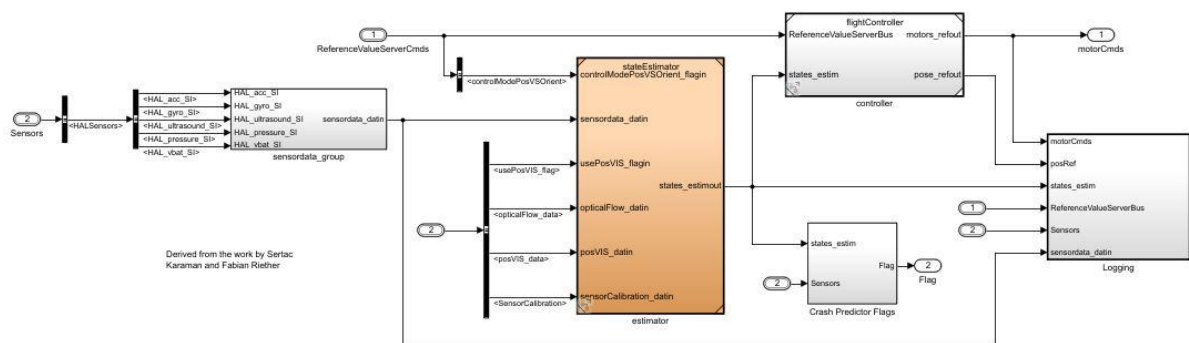 1
ReferenceValueServerCmds
<controlModePosVSOrient>
2
Sensors
<HALSensors>
<HAL_acc_SI>
<HAL_gyro_SI>
<HAL_ultrasound_SI>
<HAL_pressure_SI>
<HAL_vbat_SI>
HAL_acc_SI
HAL_gyro_SI
HAL_ultrasound_SI
HAL_pressure_SI
HAL_vbat_SI
sensordata_datin
sensordata_group
Derived from the work by Sertac
Karaman and Fabian Riether
2
<usePosVIS_flag>
<opticalFlow_data>
<posVIS_data>
<SensorCalibration>
stateEstimator
controlModePosVSOrient_flagin
sensordata_datin
usePosVIS_flagin
opticalFlow_datin
posVIS_datin
sensorCalibration_datin
states_estimout
estimator
flightController
ReferenceValueServerBus
states_estim
motors_refout
pose_refout
controller
1
motorCmds
states_estim
Sensors
Flag
Crash Predictor Flags
2
2
Flag
1
2
motorCmds
posRef
states_estim
ReferenceValueServerBus
Sensors
sensordata_datin
Logging